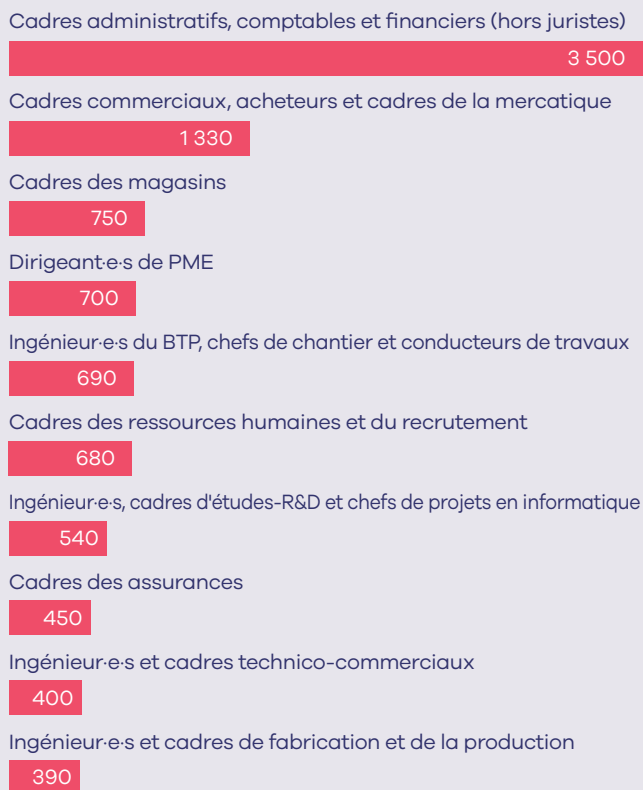 Cadres administratifs, comptables et financiers (hors juristes)
3 500
Cadres commerciaux, acheteurs et cadres de la mercatique
1 330
Cadres des magasins
750
Dirigeant·e·s de PME
700
Ingénieur·e·s du BTP, chefs de chantier et conducteurs de travaux
690
Cadres des ressources humaines et du recrutement
680
Ingénieur·e·s, cadres d'études-R&D et chefs de projets en informatique
540
Cadres des assurances
450
Ingénieur·e·s et cadres technico-commerciaux
400
Ingénieur·e·s et cadres de fabrication et de la production
390